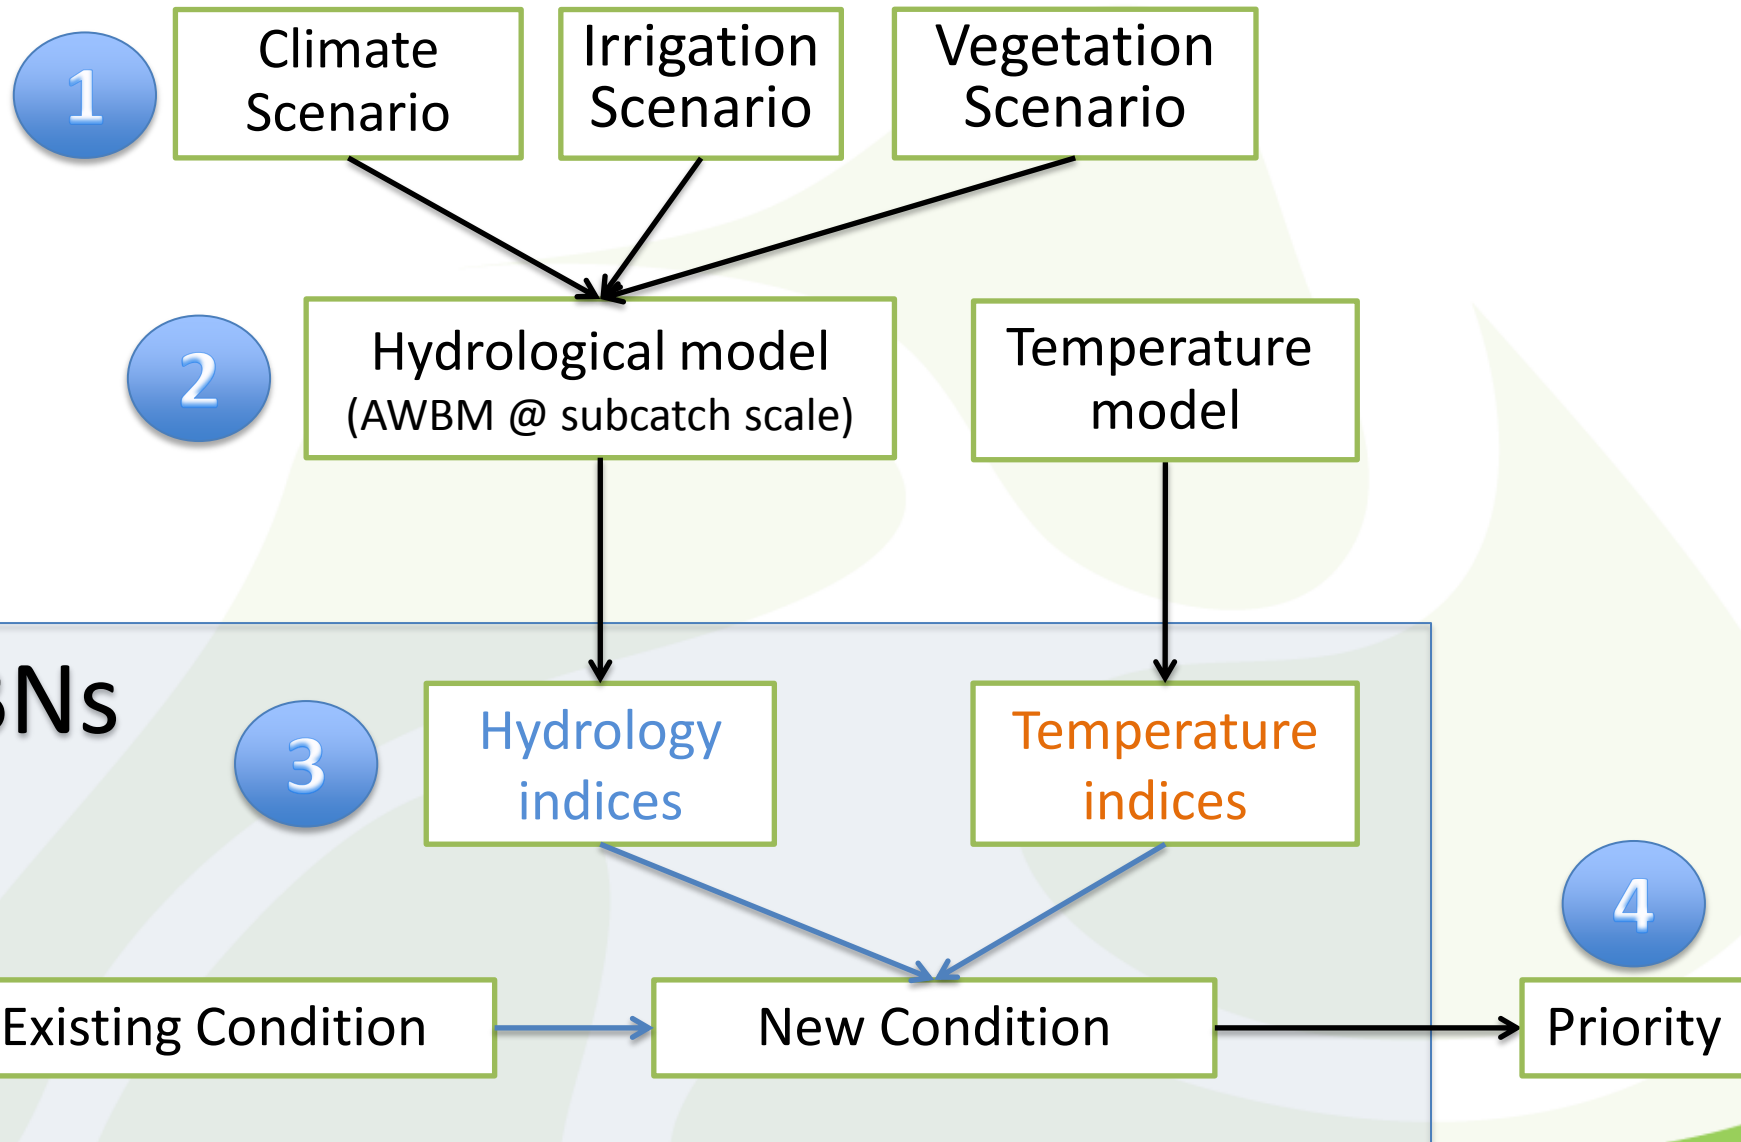 1
Climate
Scenario
Irrigation
Scenario
Vegetation
Scenario
2
Hydrological model
(AWBM @ subcatch scale)
Temperature
model
BNs
3
Hydrology
indices
Temperature
indices
4
Existing Condition
New Condition
Priority